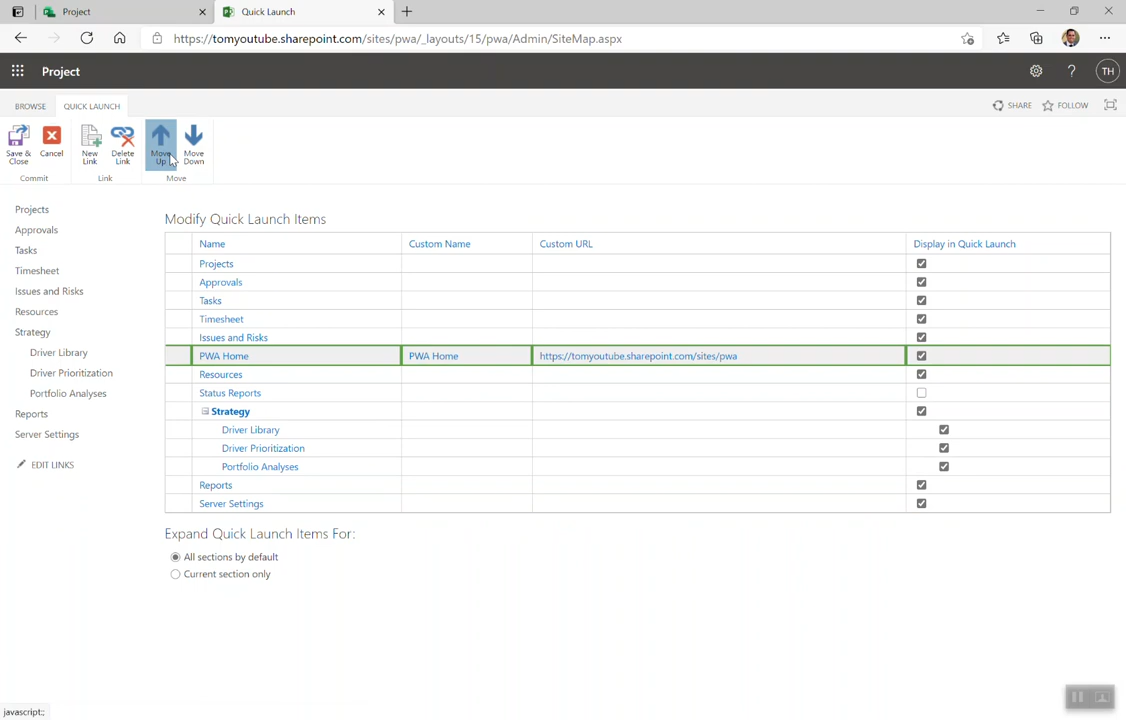 Project
Quick Launch
https://tomyoutube.sharepoint.com/sites/pwa/_layouts/15/pwa/Admin/SiteMap.aspx
Project
TH
BROWSE
QUICK LAUNCH
SHARE
FOLLOW
Save & Close
Cancel
New Link
Delete Link
Move Up
Move Down
Commit
Link
Move
Projects
Approvals
Tasks
Timesheet
Issues and Risks
Resources
Strategy
Driver Library
Driver Prioritization
Portfolio Analyses
Reports
Server Settings
EDIT LINKS
Modify Quick Launch Items
Name Custom Name Custom URL Display in Quick Launch
Projects
Approvals
Tasks
Timesheet
Issues and Risks
PWA Home PWA Home https://tomyoutube.sharepoint.com/sites/pwa
Resources
Status Reports
Strategy
Driver Library
Driver Prioritization
Portfolio Analyses
Reports
Server Settings
Expand Quick Launch Items For:
All sections by default
Current section only
javascript:;